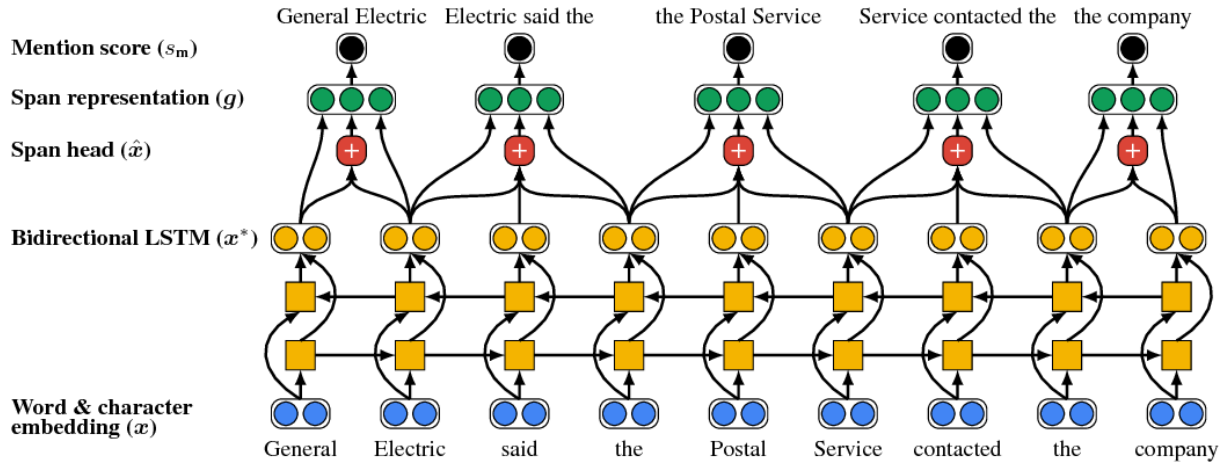 General Electric Electric said the the Postal Service Service contacted the the company
Mention score (sₘ)
Span representation (g)
+ + + + +
Span head (x̂)
Bidirectional LSTM (x*)
Word & character
embedding (x)
General Electric said the Postal Service contacted the company